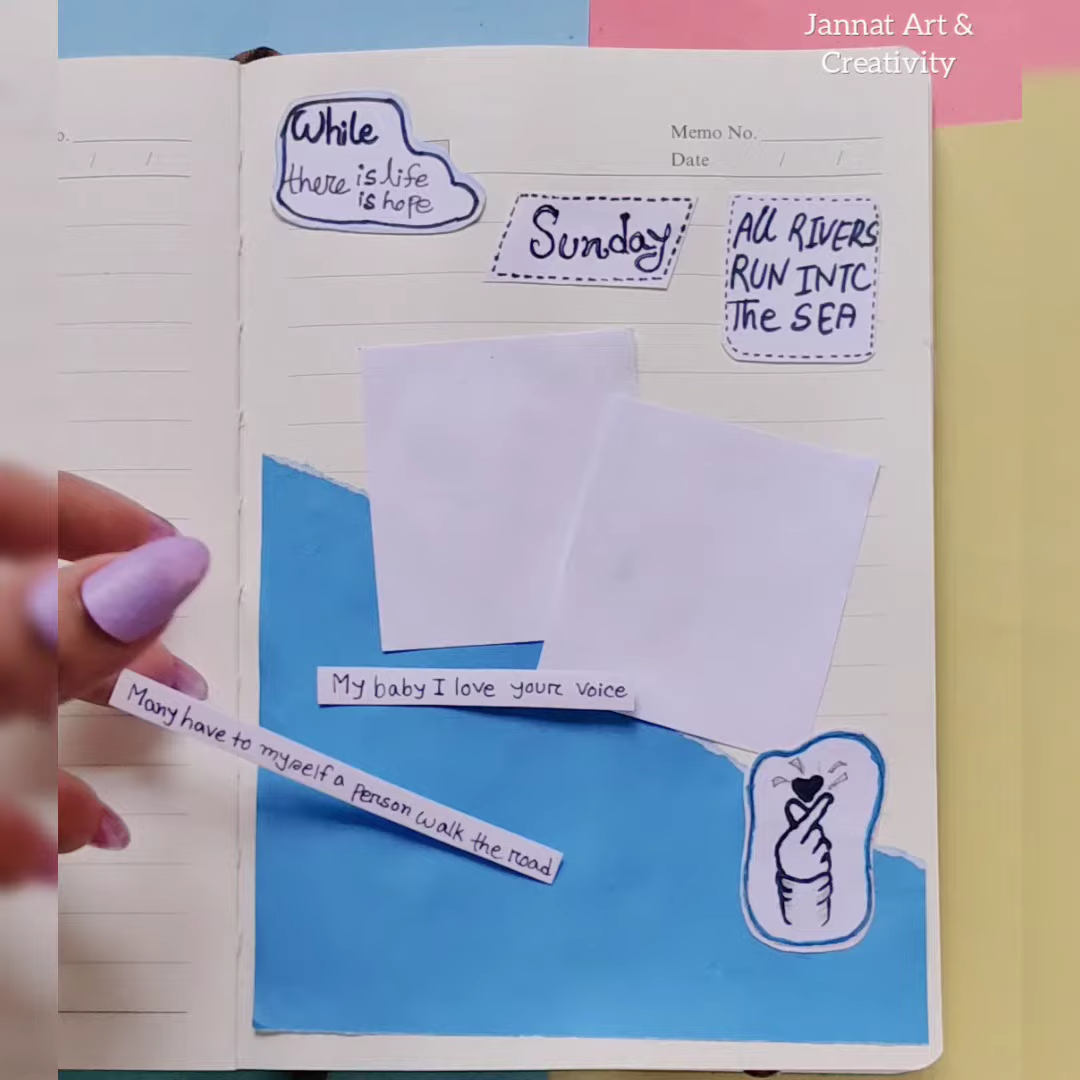 Jannat Art &
Creativity
o.
Memo No.
Date / /
/ /
While
there is life
is hope
Sunday
All RIVERS
RUN INTC
The SEA
My baby I love your voice
Many have to myself a person walk the road